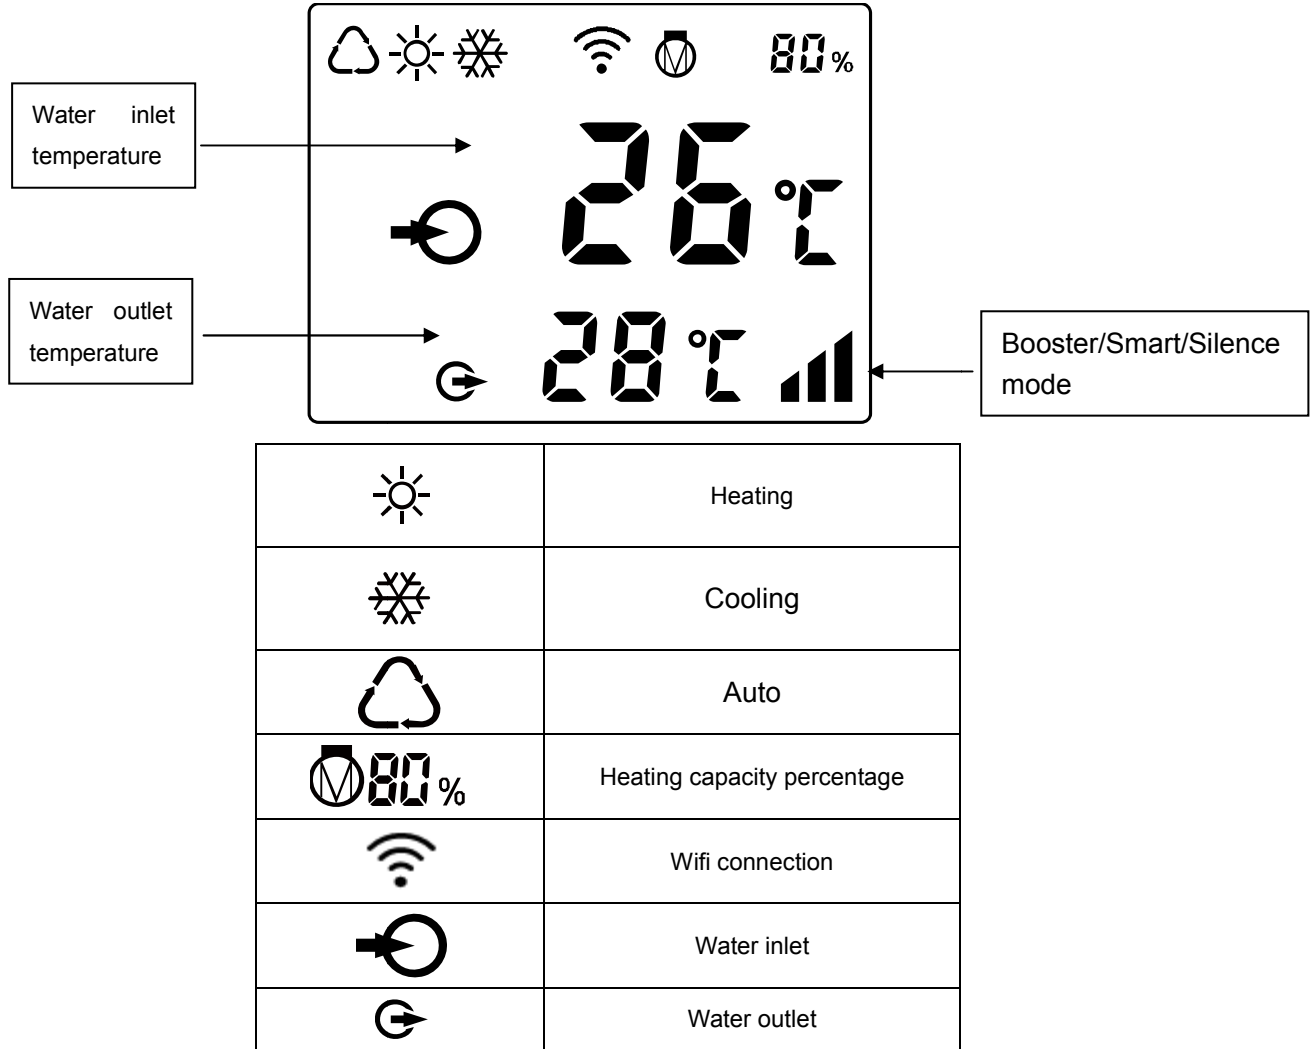 80%
Water inlet
temperature
26°C
Water outlet
temperature
28°C
Booster/Smart/Silence
mode
Heating
Cooling
Auto
80%
Heating capacity percentage
Wifi connection
Water inlet
Water outlet